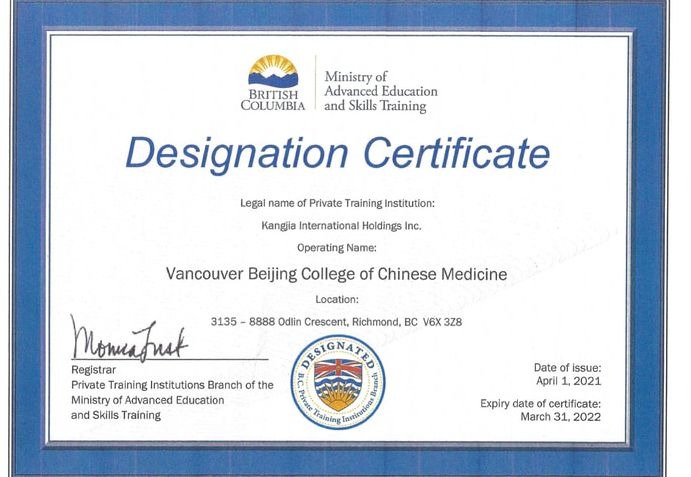 BRITISH
COLUMBIA
Ministry of
Advanced Education
and Skills Training
Designation Certificate
Legal name of Private Training Institution:
Kangjia International Holdings Inc.
Operating Name:
Vancouver Beijing College of Chinese Medicine
Location:
3135 – 8888 Odlin Crescent, Richmond, BC V6X 3Z8
Monica Lust
Registrar
Private Training Institutions Branch of the
Ministry of Advanced Education
and Skills Training
DESIGNATED
B.C. Private Training Institutions Branch
Date of issue:
April 1, 2021
Expiry date of certificate:
March 31, 2022